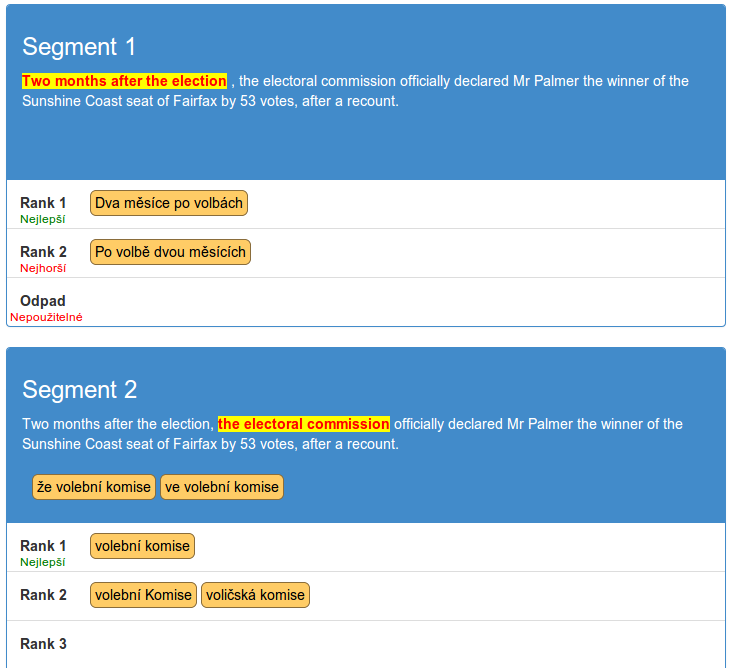 Segment 1
Two months after the election , the electoral commission officially declared Mr Palmer the winner of the
Sunshine Coast seat of Fairfax by 53 votes, after a recount.
Rank 1 Dva měsíce po volbách
Nejlepší
Rank 2 Po volbě dvou měsících
Nejhorší
Odpad
Nepoužitelné
Segment 2
Two months after the election, the electoral commission officially declared Mr Palmer the winner of the
Sunshine Coast seat of Fairfax by 53 votes, after a recount.
že volební komise ve volební komise
Rank 1 volební komise
Nejlepší
Rank 2 volební Komise voličská komise
Rank 3